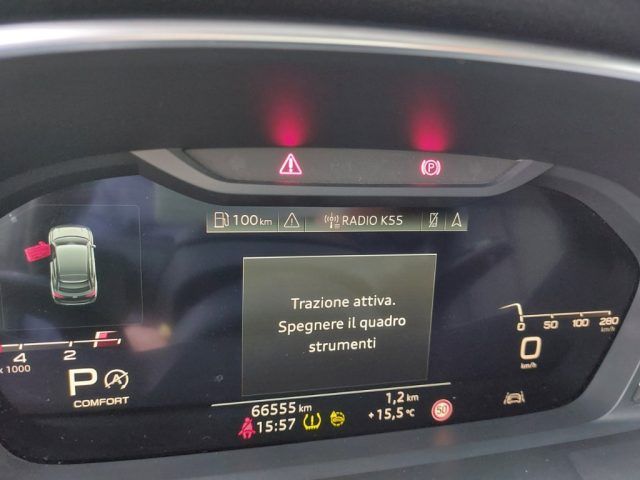 P
100 km
RADIO K55
Trazione attiva.
Spegnere il quadro
strumenti
4 2
x 1000
0 50 100 280
km/h
0
km/h
P A
COMFORT
66555 km
1,2 km
15:57
+15,5 °C
50